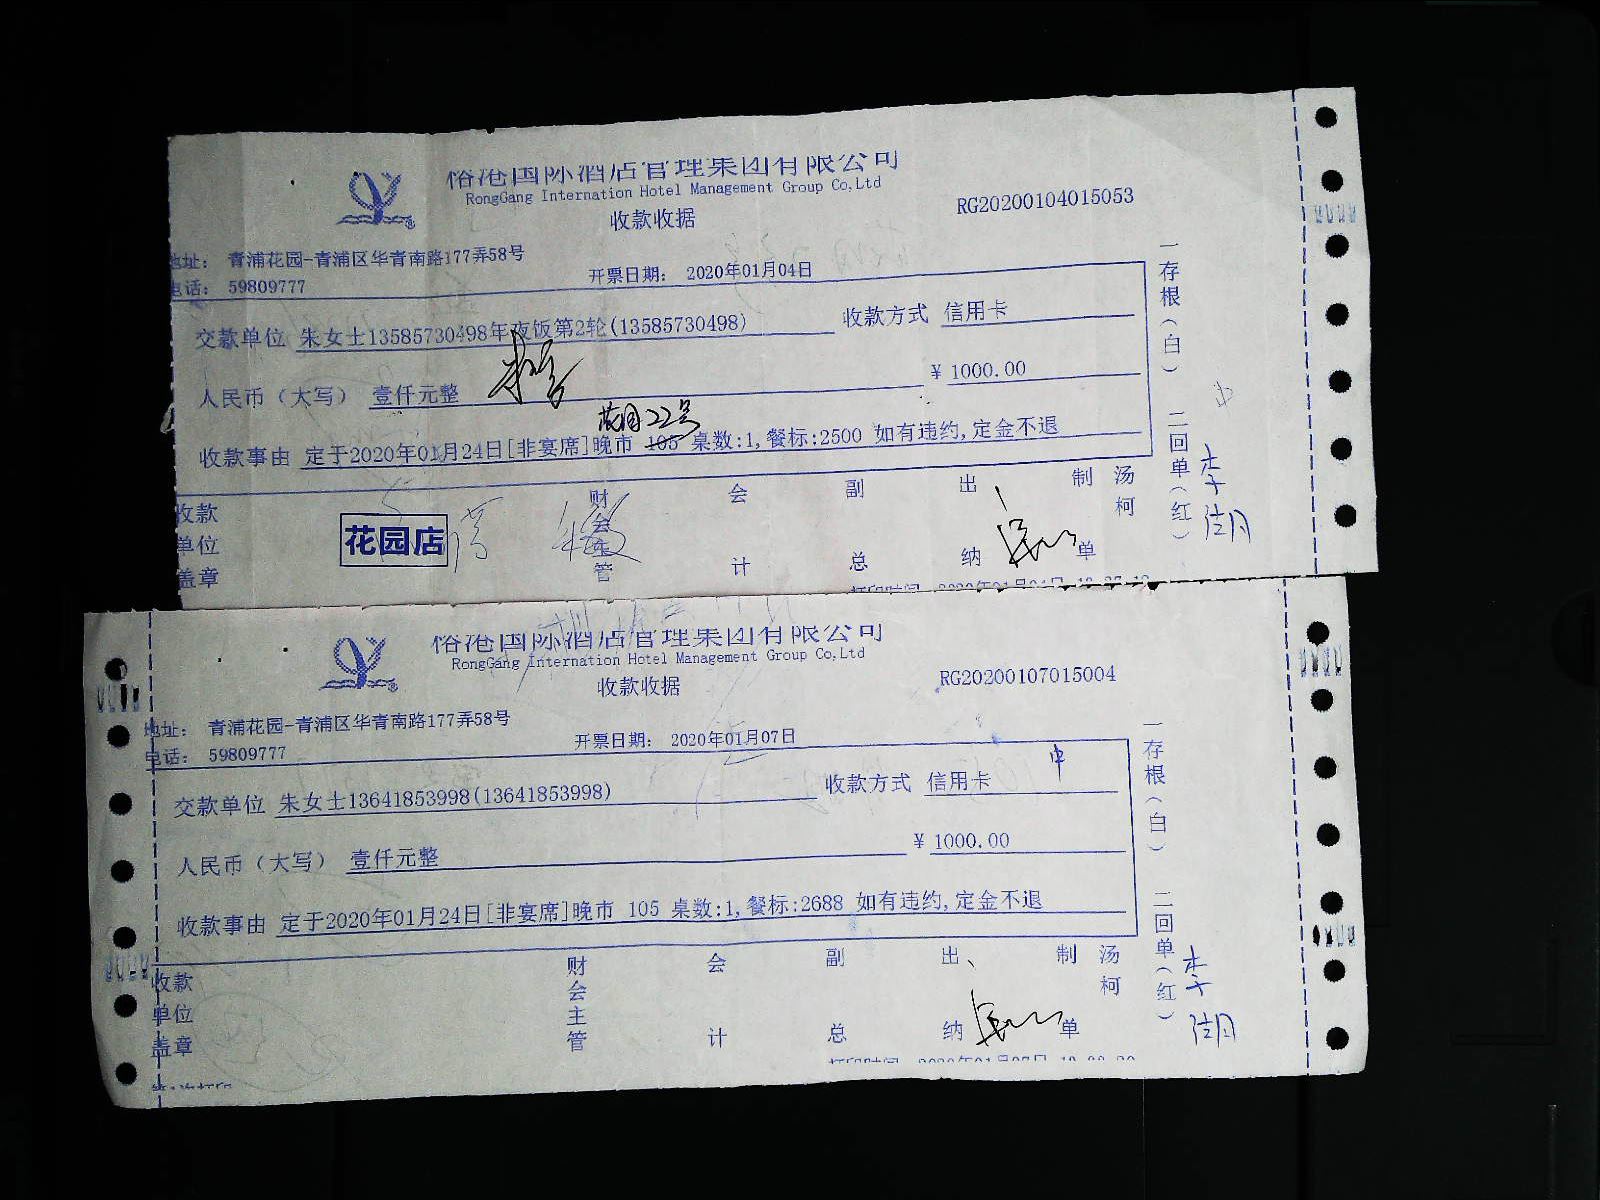 俗港国际酒店管理集团有限公司
RongGang Internation Hotel Management Group Co,Ltd
收款收据
RG20200104015053
地址： 青浦花园-青浦区华青南路177弄58号
电话： 59809777
开票日期： 2020年01月04日
交款单位 朱女士13585730498年夜饭第2轮(13585730498) 收款方式 信用卡
人民币（大写） 壹仟元整 ￥ 1000.00
花园22号
收款事由 定于2020年01月24日[非宴席]晚市 105 桌数:1,餐标:2500 如有违约,定金不退
收款单位盖章 财会主管 会计 副总 出纳 制单 汤柯
花园店
一存根（白） 二回单（红）
李湖
俗港国际酒店管理集团有限公司
RongGang Internation Hotel Management Group Co,Ltd
收款收据
RG20200107015004
地址： 青浦花园-青浦区华青南路177弄58号
电话： 59809777
开票日期： 2020年01月07日
交款单位 朱女士13641853998(13641853998) 收款方式 信用卡
人民币（大写） 壹仟元整 ￥ 1000.00
收款事由 定于2020年01月24日[非宴席]晚市 105 桌数:1,餐标:2688 如有违约,定金不退
收款单位盖章 财会主管 会计 副总 出纳 制单 汤柯
一存根（白） 二回单（红）
李湖